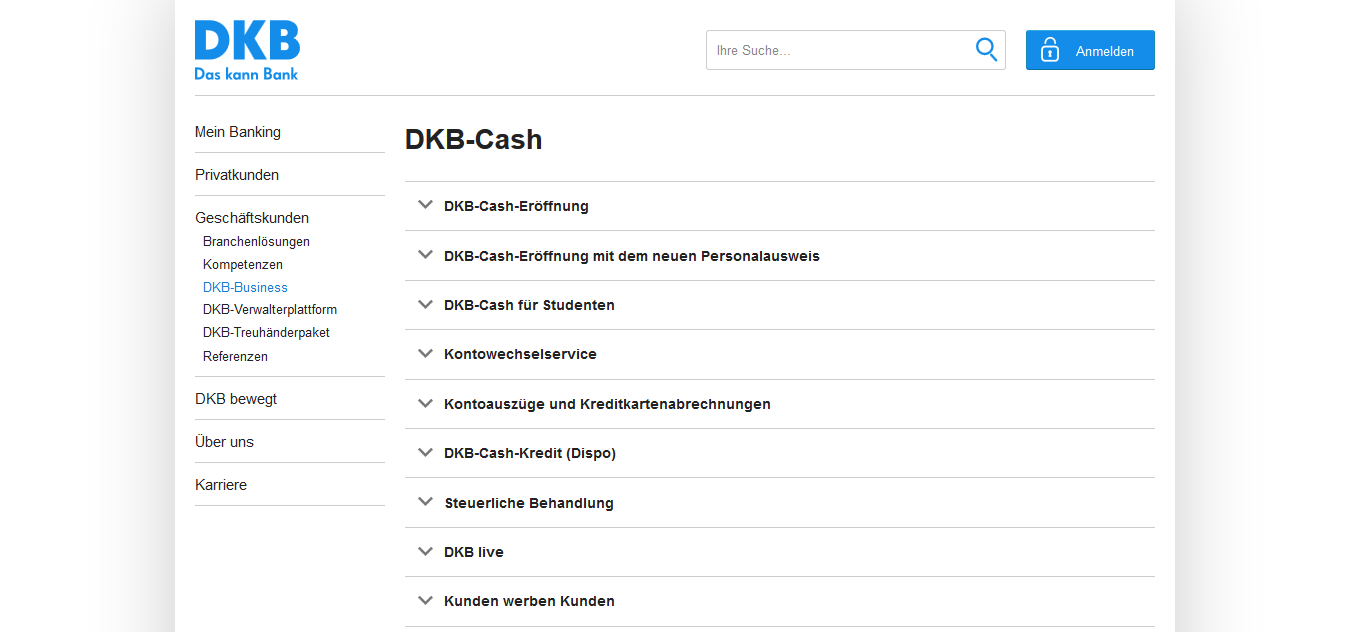 DKB
Das kann Bank
Ihre Suche...
Anmelden
Mein Banking
Privatkunden
Geschäftskunden
Branchenlösungen
Kompetenzen
DKB-Business
DKB-Verwalterplattform
DKB-Treuhänderpaket
Referenzen
DKB bewegt
Über uns
Karriere
DKB-Cash
DKB-Cash-Eröffnung
DKB-Cash-Eröffnung mit dem neuen Personalausweis
DKB-Cash für Studenten
Kontowechselservice
Kontoauszüge und Kreditkartenabrechnungen
DKB-Cash-Kredit (Dispo)
Steuerliche Behandlung
DKB live
Kunden werben Kunden